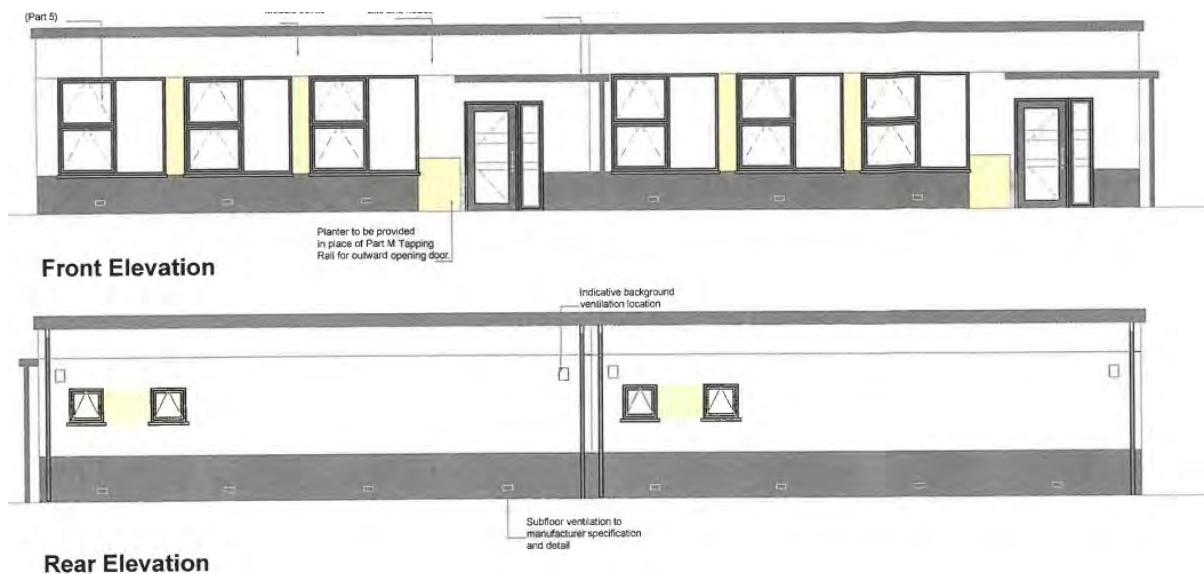 (Part 5)
Planter to be provided
in place of Part M Tapping
Rail for outward opening door.
Front Elevation
Indicative background
ventilation location
Subfloor ventilation to
manufacturer specification
and detail
Rear Elevation